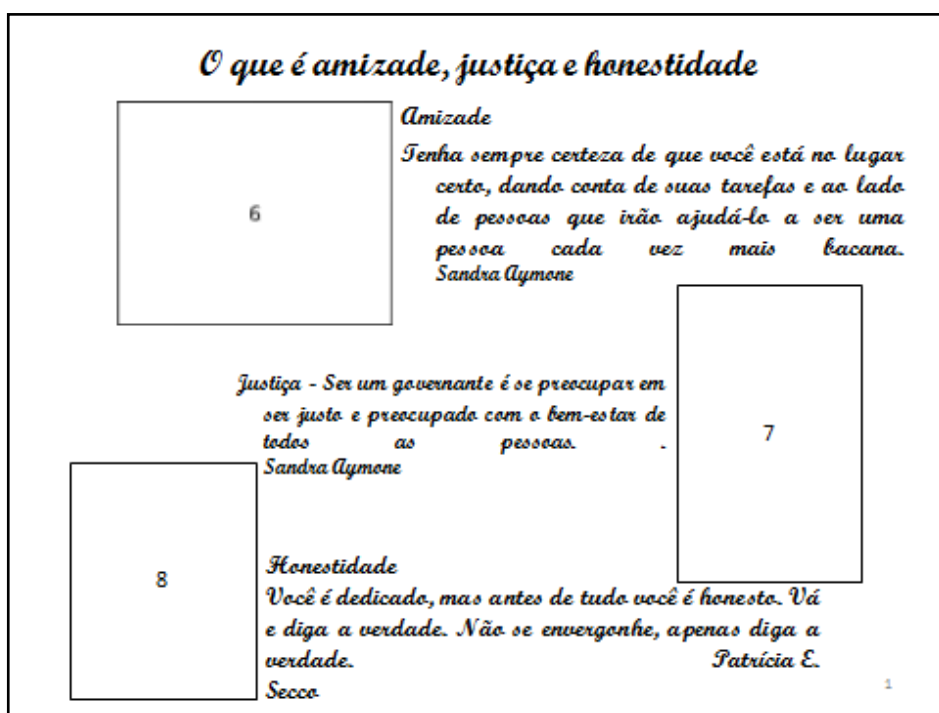 O que é amizade, justiça e honestidade
6
Amizade
Tenha sempre certeza de que você está no lugar
certo, dando conta de suas tarefas e ao lado
de pessoas que irão ajudá-lo a ser uma
pessoa cada vez mais bacana.
Sandra Aymone
7
Justiça - Ser um governante é se preocupar em
ser justo e preocupado com o bem-estar de
todos as pessoas. .
Sandra Aymone
8
Honestidade
Você é dedicado, mas antes de tudo você é honesto. Vá
e diga a verdade. Não se envergonhe, apenas diga a
verdade. Patrícia E.
Secco
1